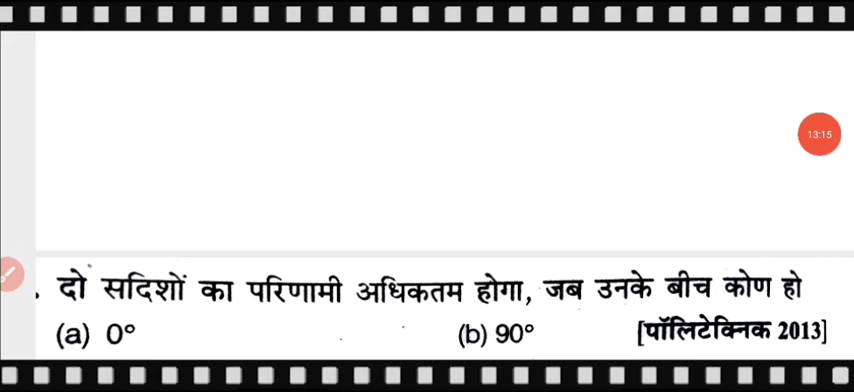 13:15
. दो सदिशों का परिणामी अधिकतम होगा, जब उनके बीच कोण हो
(a) 0° (b) 90° [पॉलिटेक्निक 2013]